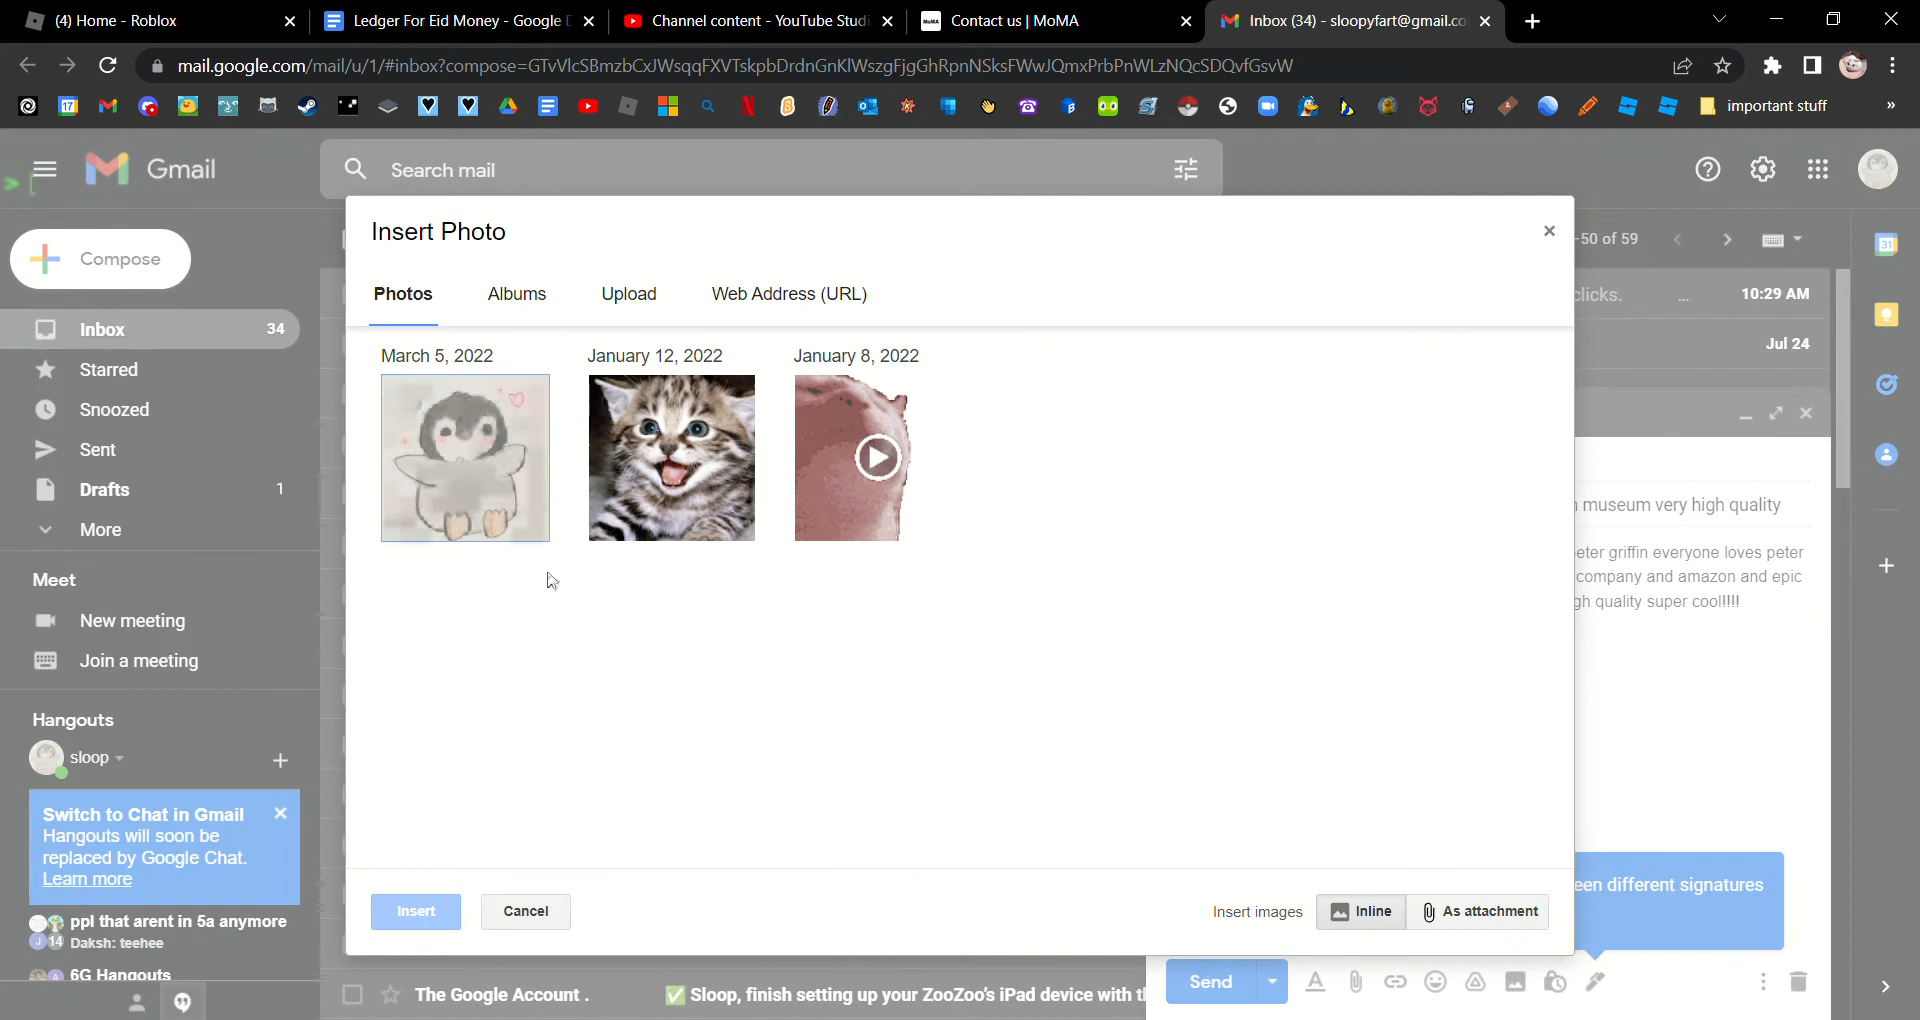 (4) Home - Roblox
Ledger For Eid Money - Google
Channel content - YouTube Studi
Contact us | MoMA
Inbox (34) - sloopyfart@gmail.co
mail.google.com/mail/u/1/#inbox?compose=GTvVlcSBmzbCxJWsqqFXVTskpbDrdnGnKlWszgFjgGhRpnNSksFWwJQmxPrbPnWLzNQcSDQvfGsvW
important stuff
Gmail
Search mail
Compose
Inbox 34
Starred
Snoozed
Sent
Drafts 1
More
Meet
New meeting
Join a meeting
Hangouts
sloop
Switch to Chat in Gmail
Hangouts will soon be
replaced by Google Chat.
Learn more
ppl that arent in 5a anymore
J 14 Daksh: teehee
6G Hangouts
Insert Photo
Photos Albums Upload Web Address (URL)
March 5, 2022 January 12, 2022 January 8, 2022
Insert Cancel Insert images Inline As attachment
-50 of 59
clicks. ... 10:29 AM
Jul 24
museum very high quality
eter griffin everyone loves peter
company and amazon and epic
gh quality super cool!!!!
een different signatures
The Google Account . ✅ Sloop, finish setting up your ZooZoo's iPad device with t
Send